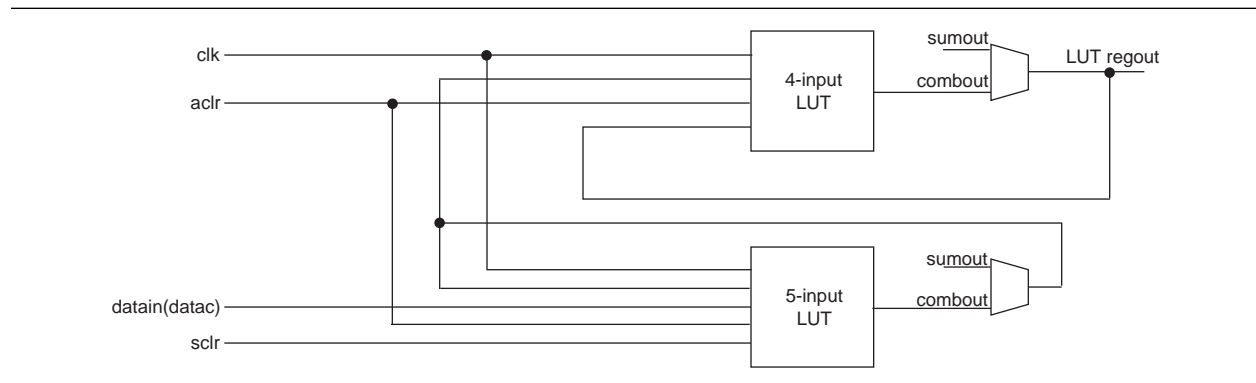 clk
aclr
4-input
LUT
sumout
combout
LUT regout
datain(datac)
sclr
5-input
LUT
sumout
combout